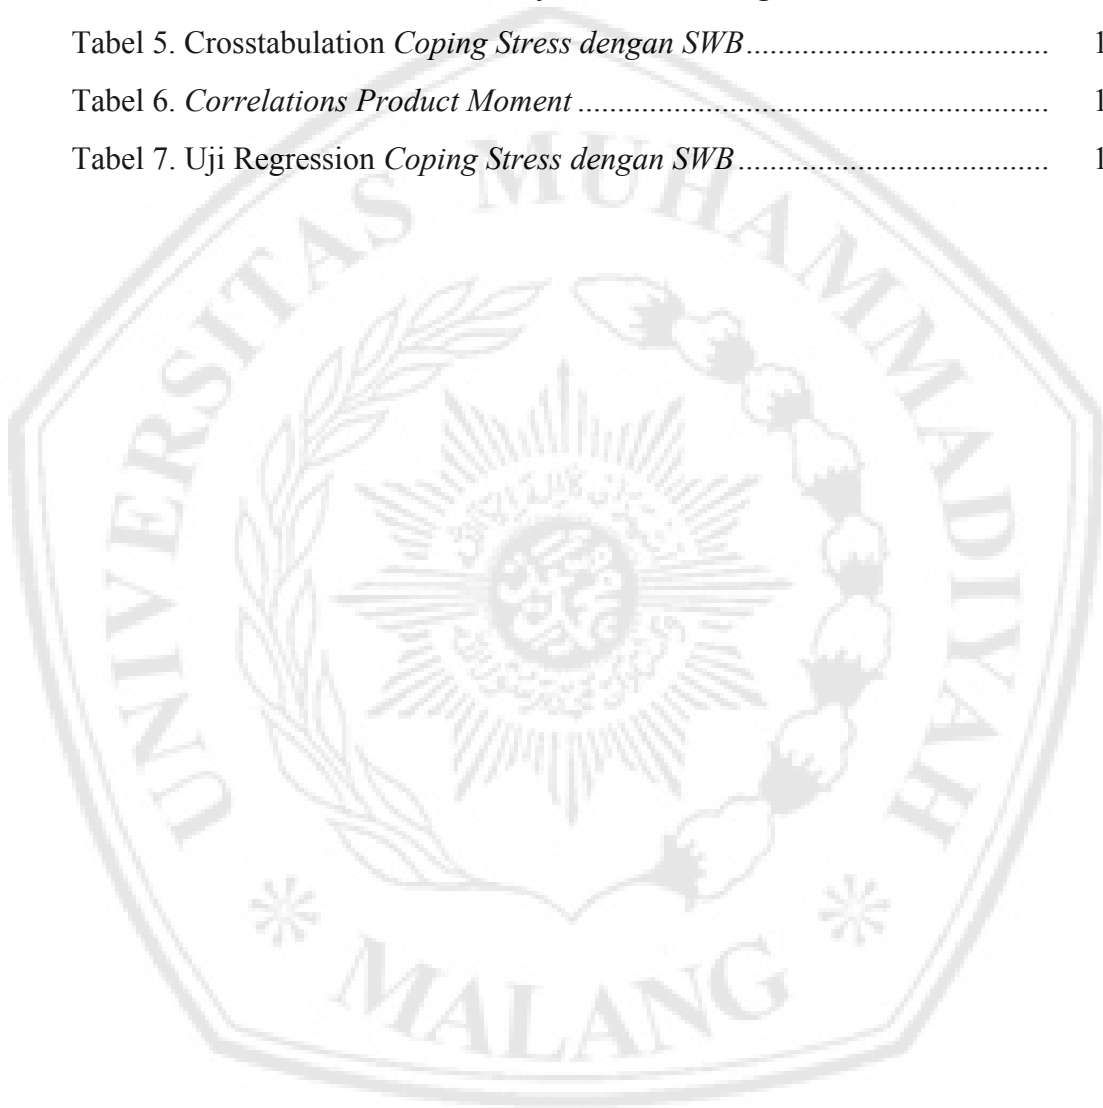 Tabel 5. Crosstabulation Coping Stress dengan SWB...................................... 1
Tabel 6. Correlations Product Moment ........................................................... 1
Tabel 7. Uji Regression Coping Stress dengan SWB....................................... 1
UNIVERSITAS MUHAMMADIYAH
MALANG